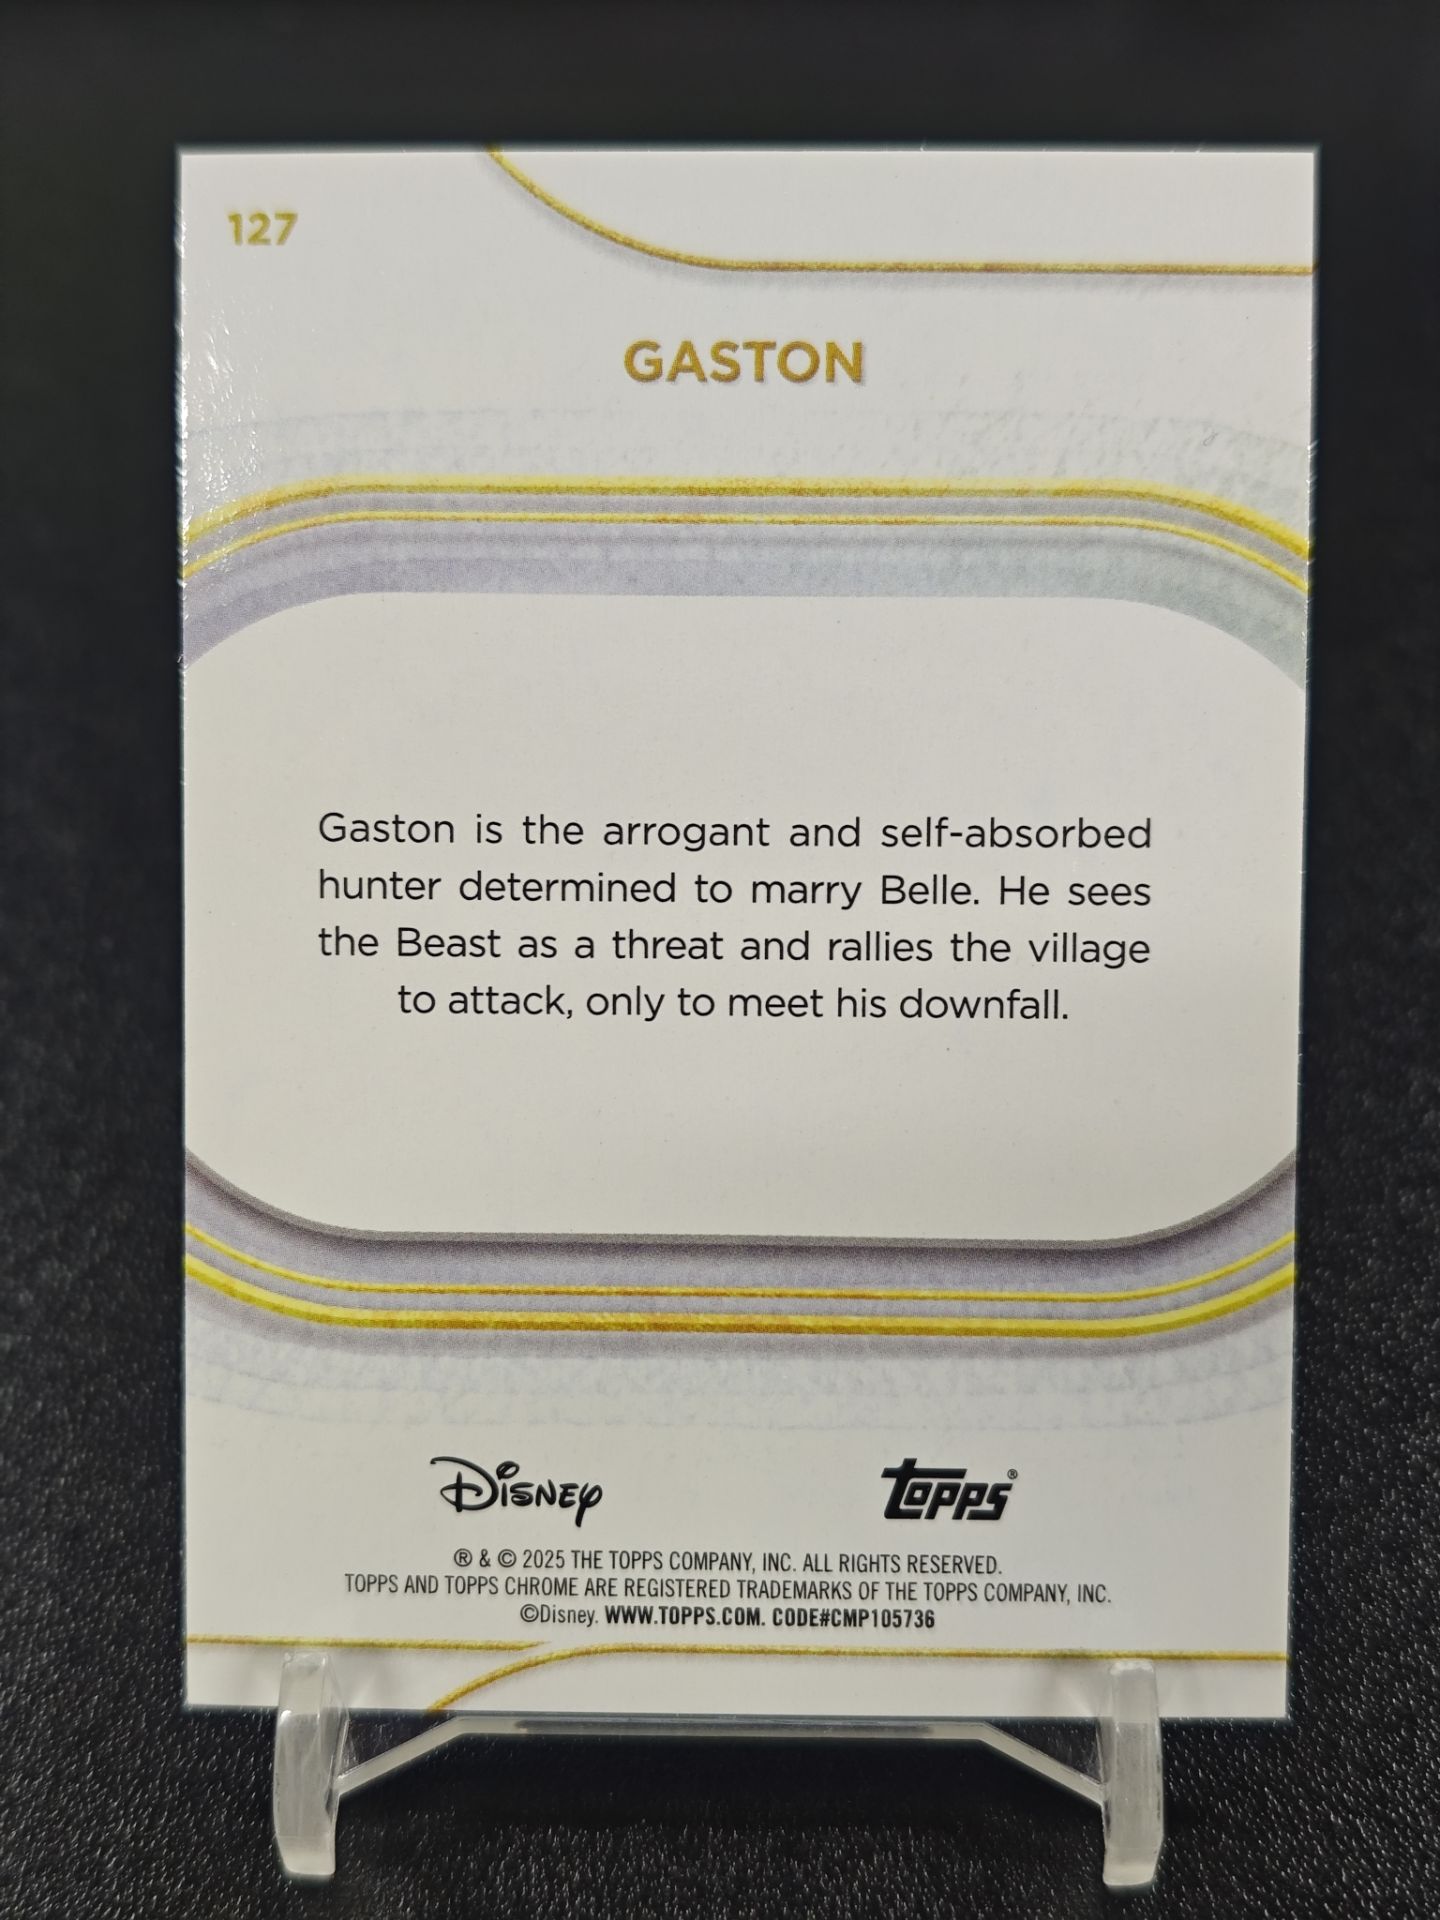 127
GASTON
Gaston is the arrogant and self-absorbed
hunter determined to marry Belle. He sees
the Beast as a threat and rallies the village
to attack, only to meet his downfall.
Disney
topps®
® & © 2025 THE TOPPS COMPANY, INC. ALL RIGHTS RESERVED.
TOPPS AND TOPPS CHROME ARE REGISTERED TRADEMARKS OF THE TOPPS COMPANY, INC.
©Disney. WWW.TOPPS.COM. CODE#CMP105736